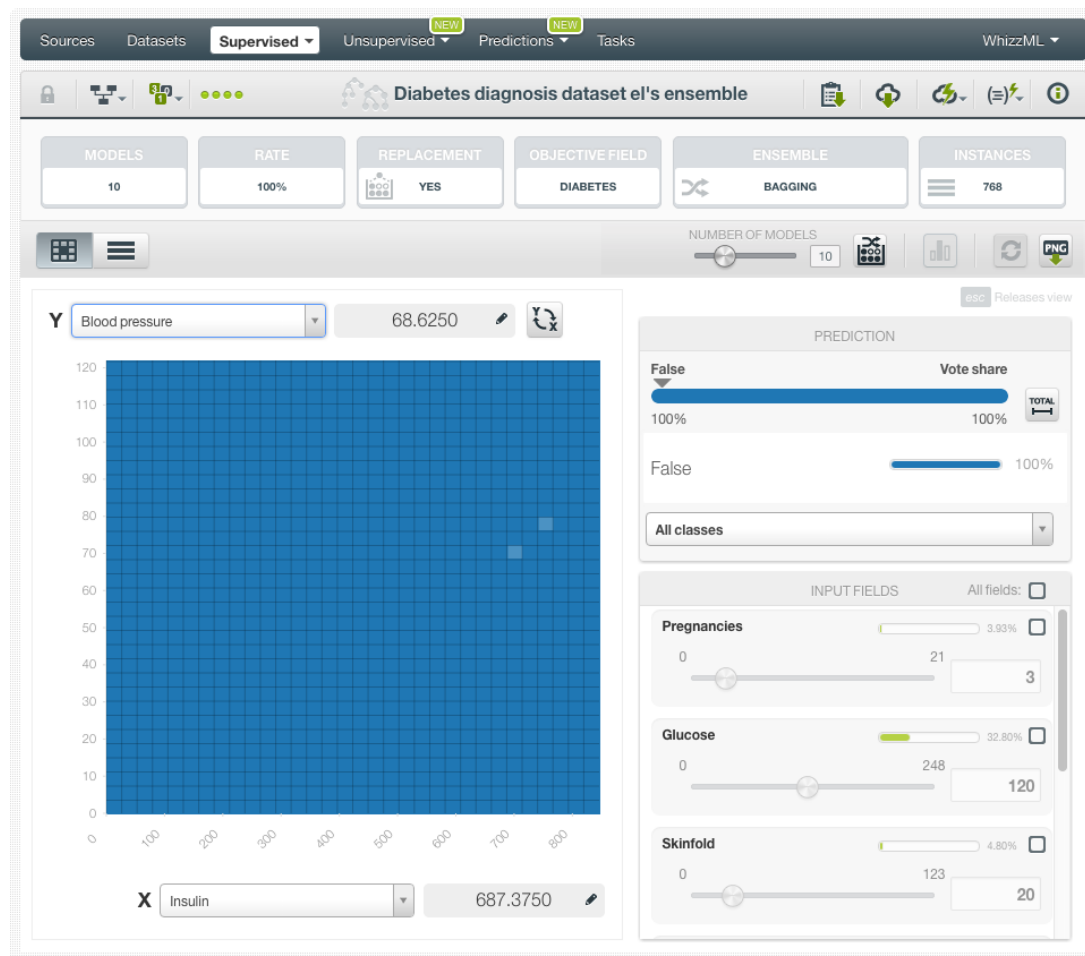 NEW NEW
Sources Datasets Supervised Unsupervised Predictions Tasks WhizzML
Diabetes diagnosis dataset el's ensemble
MODELS RATE REPLACEMENT OBJECTIVE FIELD ENSEMBLE INSTANCES
10 100% YES DIABETES BAGGING 768
NUMBER OF MODELS
10 PNG
esc Releases view
Y Blood pressure 68.6250 Y X
PREDICTION
False Vote share
TOTAL
100% 100%
False 100%
All classes
INPUT FIELDS All fields:
Pregnancies 3.93%
0 21
3
Glucose 32.80%
0 248
120
Skinfold 4.80%
0 123
20
120
110
100
90
80
70
60
50
40
30
20
10
0
0 100 200 300 400 500 600 700 800
X Insulin 687.3750